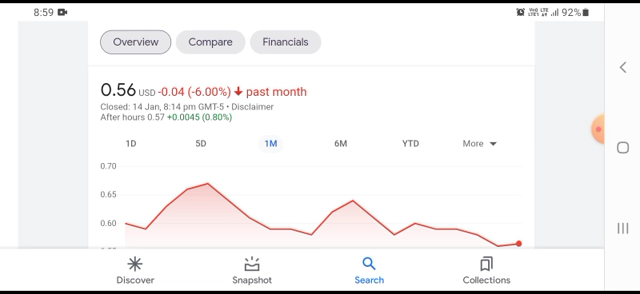 8:59
92%
Overview Compare Financials
0.56 USD -0.04 (-6.00%) past month
Closed: 14 Jan, 8:14 pm GMT-5 • Disclaimer
After hours 0.57 +0.0045 (0.80%)
1D 5D 1M 6M YTD More
0.70
0.65
0.60
Discover Snapshot Search Collections